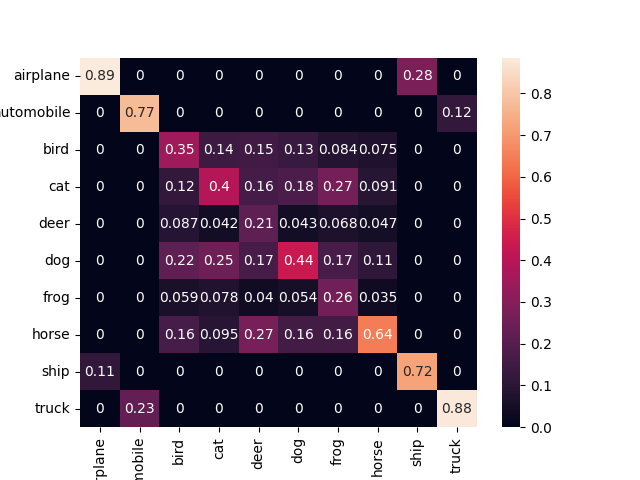 airplane 0.89 0 0 0 0 0 0 0 0.28 0
utomobile 0 0.77 0 0 0 0 0 0 0 0.12
bird 0 0 0.35 0.14 0.15 0.13 0.084 0.075 0 0
cat 0 0 0.12 0.4 0.16 0.18 0.27 0.091 0 0
deer 0 0 0.087 0.042 0.21 0.043 0.068 0.047 0 0
dog 0 0 0.22 0.25 0.17 0.44 0.17 0.11 0 0
frog 0 0 0.059 0.078 0.04 0.054 0.26 0.035 0 0
horse 0 0 0.16 0.095 0.27 0.16 0.16 0.64 0 0
ship 0.11 0 0 0 0 0 0 0 0.72 0
truck 0 0.23 0 0 0 0 0 0 0 0.88
rplane mobile bird cat deer dog frog horse ship truck
0.8
0.7
0.6
0.5
0.4
0.3
0.2
0.1
0.0